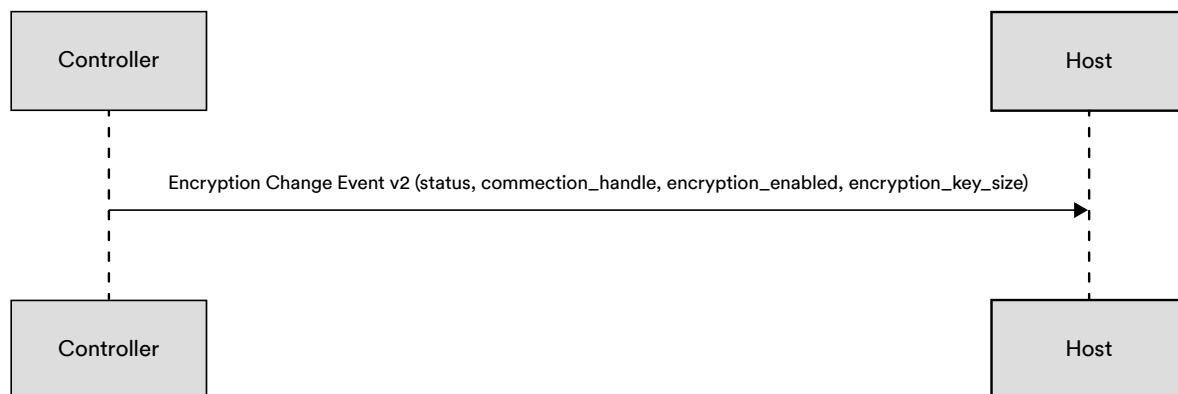 Controller
Host
Encryption Change Event v2 (status, commection_handle, encryption_enabled, encryption_key_size)
Controller
Host